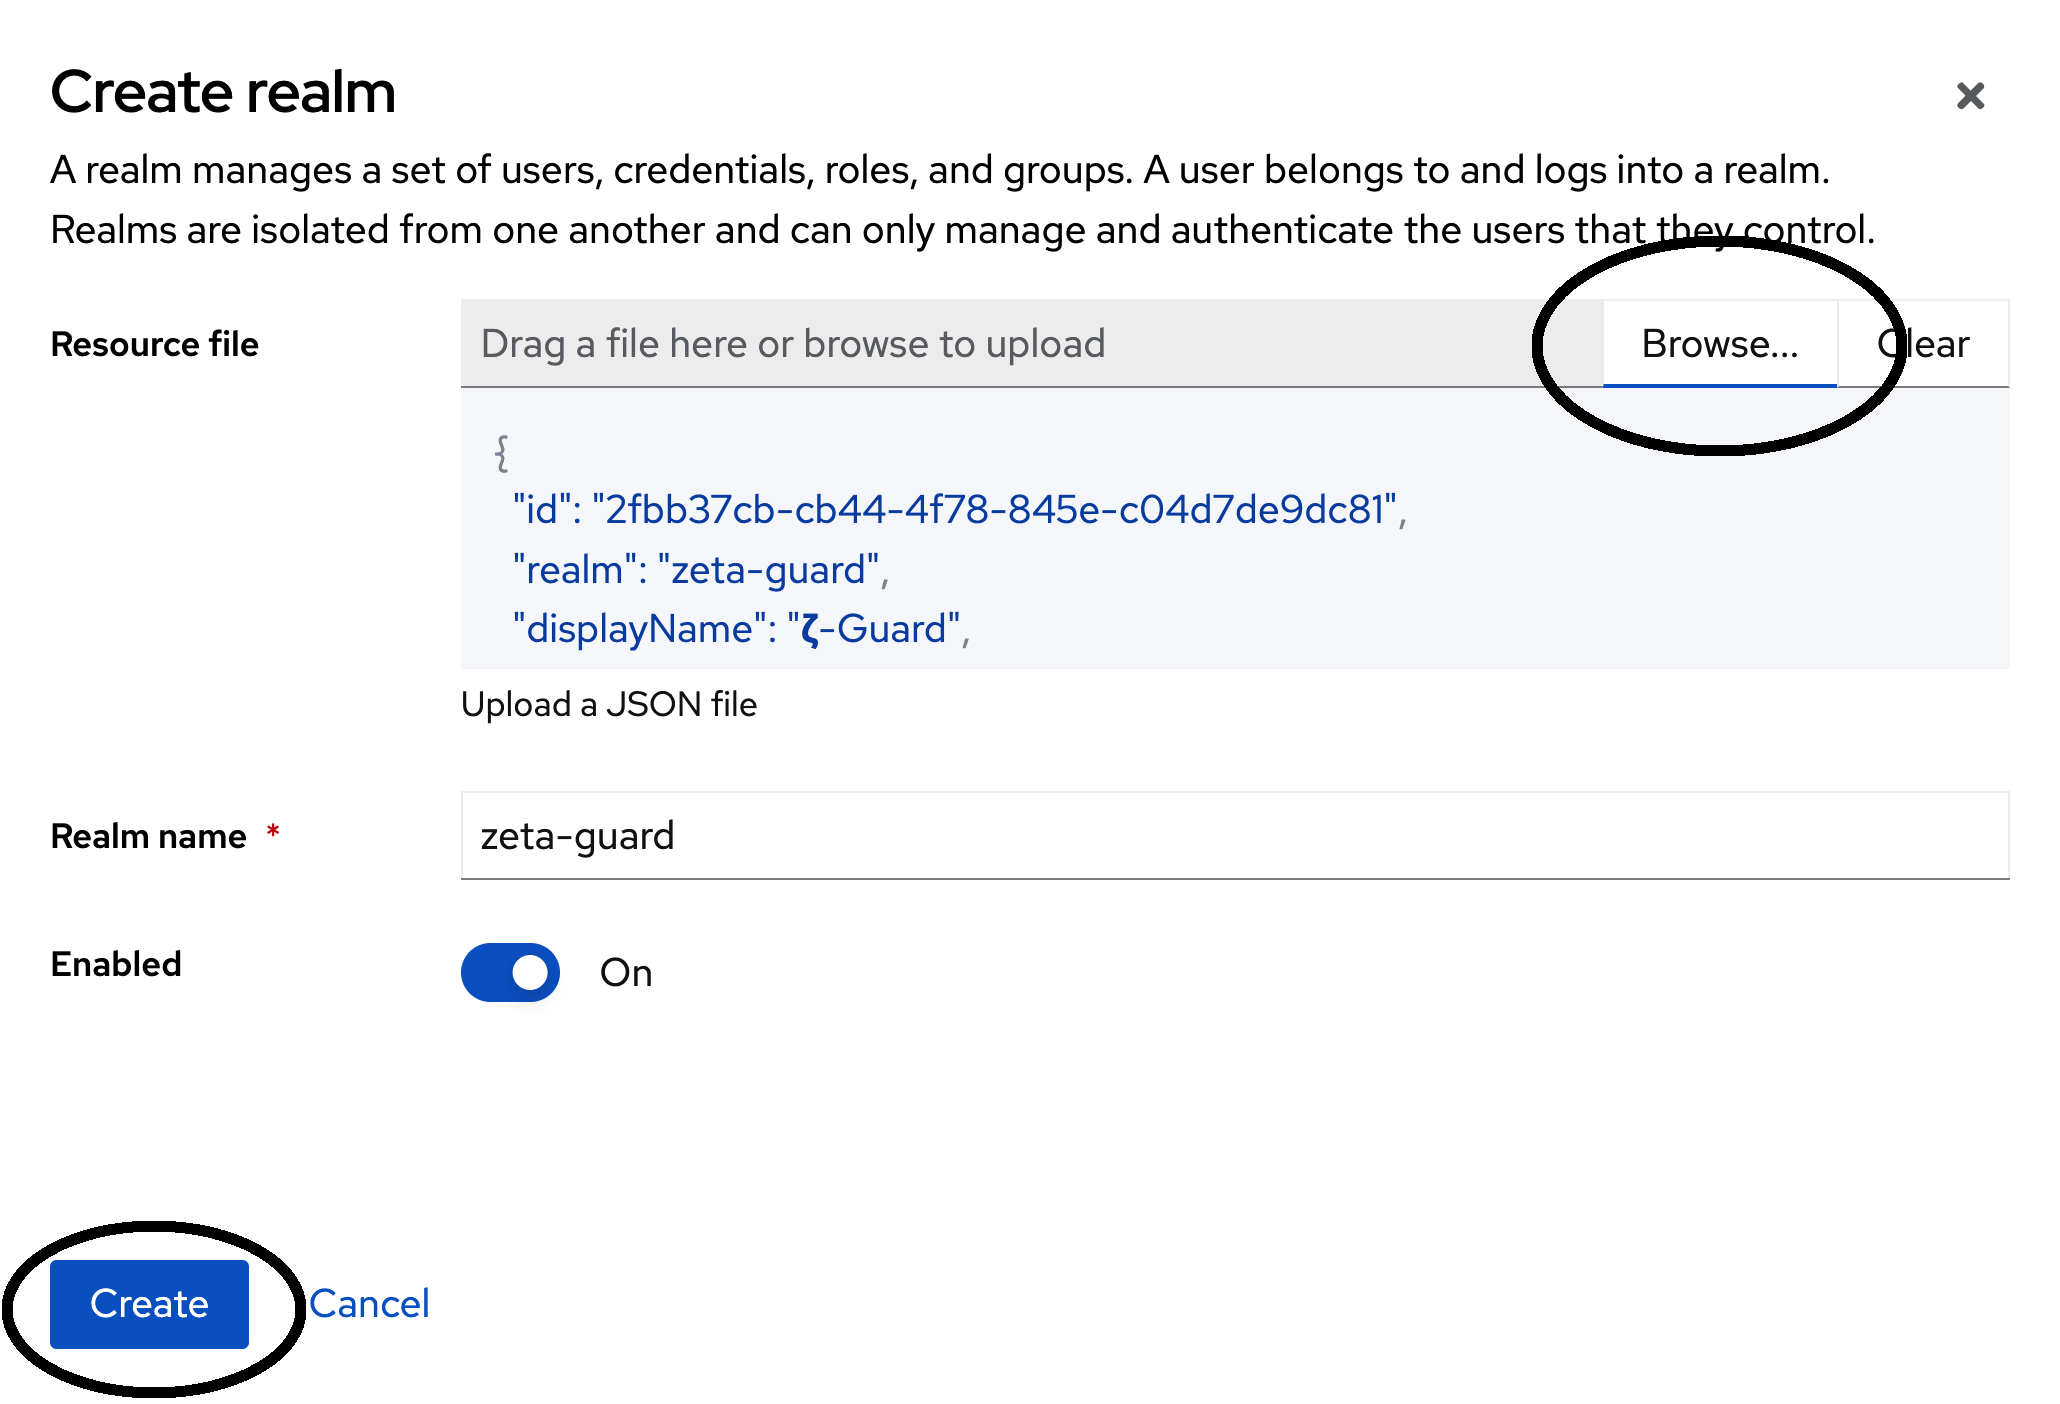 Create realm
A realm manages a set of users, credentials, roles, and groups. A user belongs to and logs into a realm.
Realms are isolated from one another and can only manage and authenticate the users that they control.
Resource file
Drag a file here or browse to upload
Browse...
Clear
{
"id": "2fbb37cb-cb44-4f78-845e-c04d7de9dc81",
"realm": "zeta-guard",
"displayName": "ζ-Guard",
Upload a JSON file
Realm name *
zeta-guard
Enabled
On
Create
Cancel